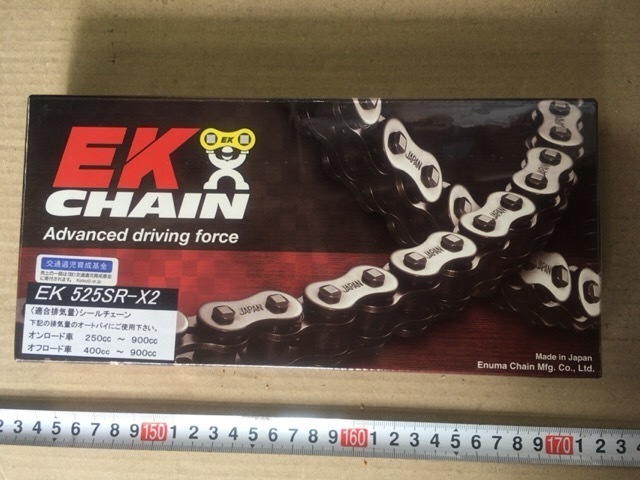 EK
CHAIN
EK
Advanced driving force
交通遺児育成基金
EK 525SR-X2
〈適合排気量〉シールチェーン
下記の排気量のオートバイにご使用下さい。
オンロード車 250cc ～ 900cc
オフロード車 400cc ～ 900cc
JAPAN
JAPAN
JAPAN
JAPAN
JAPAN
JAPAN
Made in Japan
Enuma Chain Mfg. Co., Ltd.
3 4 5 6 7 8 9 150 1 2 3 4 5 6 7 8 9 160 1 2 3 4 5 6 7 8 9 170 1 2 3 4